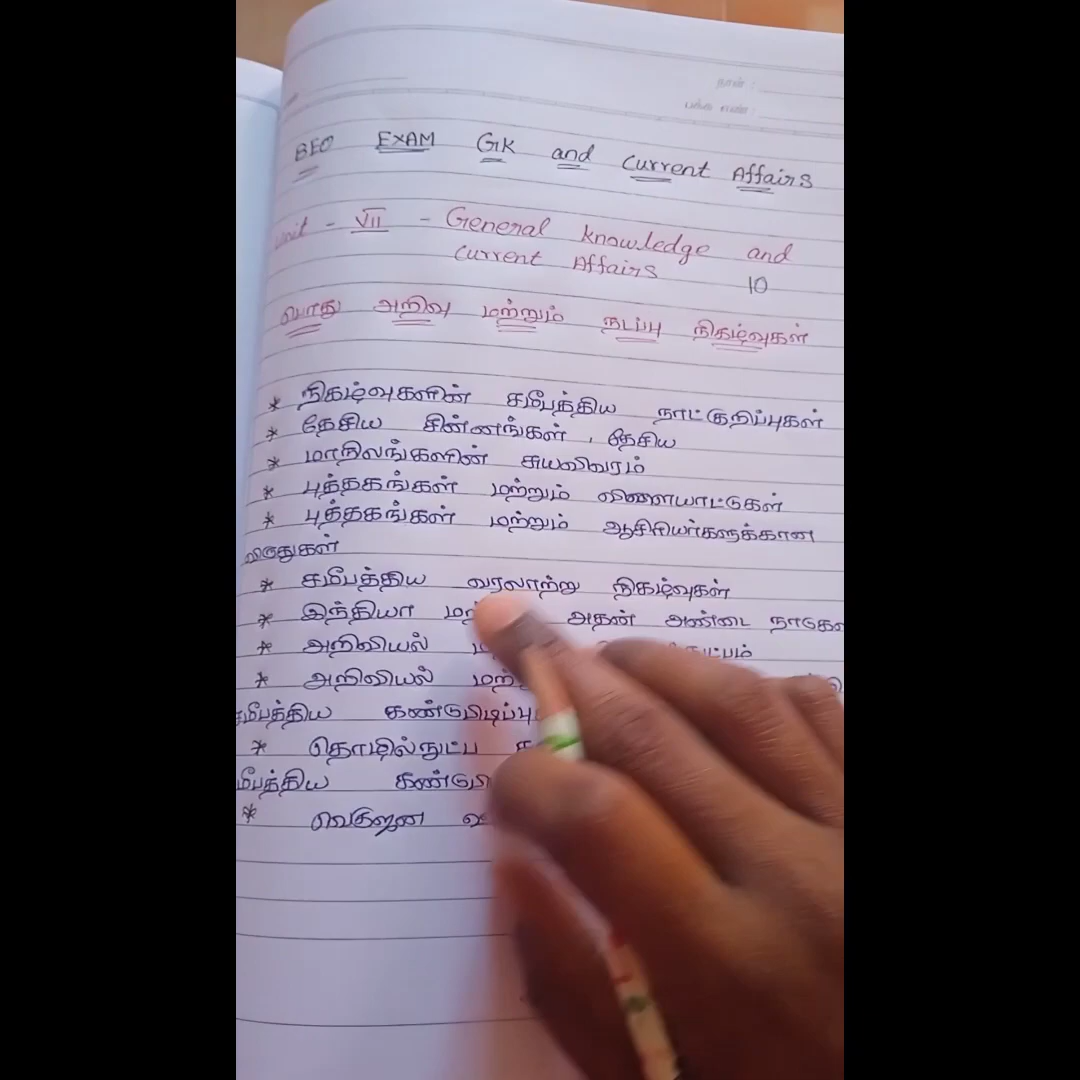 நாள் :
பக்க எண் :
BEO EXAM GK and Current Affairs
Unit - VII - General knowledge and
Current Affairs 10
பொது அறிவு மற்றும் நடப்பு நிகழ்வுகள்
* நிகழ்வுகளின் சமீபத்திய நாட்குறிப்புகள்
* தேசிய சின்னங்கள் , தேசிய
* மாநிலங்களின் சுயவிவரம்
* புத்தகங்கள் மற்றும் விளையாட்டுகள்
* புத்தகங்கள் மற்றும் ஆசிரியர்களுக்கான
விருதுகள்
* சமீபத்திய வரலாற்று நிகழ்வுகள்
* இந்தியா அதன் அண்டை
* அறிவியல்
* அறிவியல்
சமீபத்திய
* தொழில்நுட்ப
சமீபத்திய
* வெகுஜன